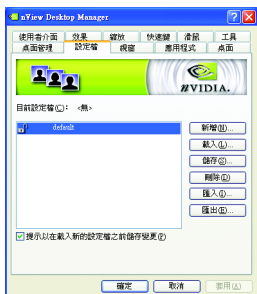 nView Desktop Manager
使用者介面 效果 縮放 快速鍵 滑鼠 工具
桌面管理 設定檔 視窗 應用程式 桌面
NVIDIA.
目前設定檔(C): <無>
default
新增(N)...
載入(L)...
儲存(S)...
刪除(D)
匯入(I)...
匯出(E)...
提示以在載入新的設定檔之前儲存變更(P)
確定 取消 套用(A)